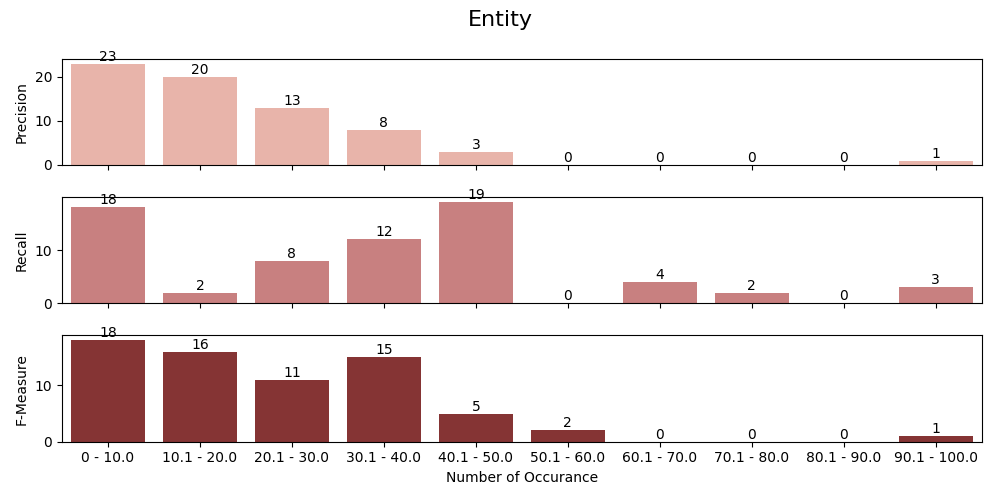 Entity
Precision
20
10
0
23 20 13 8 3 0 0 0 0 1
Recall
10
0
18 2 8 12 19 0 4 2 0 3
F-Measure
10
0
18 16 11 15 5 2 0 0 0 1
0 - 10.0 10.1 - 20.0 20.1 - 30.0 30.1 - 40.0 40.1 - 50.0 50.1 - 60.0 60.1 - 70.0 70.1 - 80.0 80.1 - 90.0 90.1 - 100.0
Number of Occurance